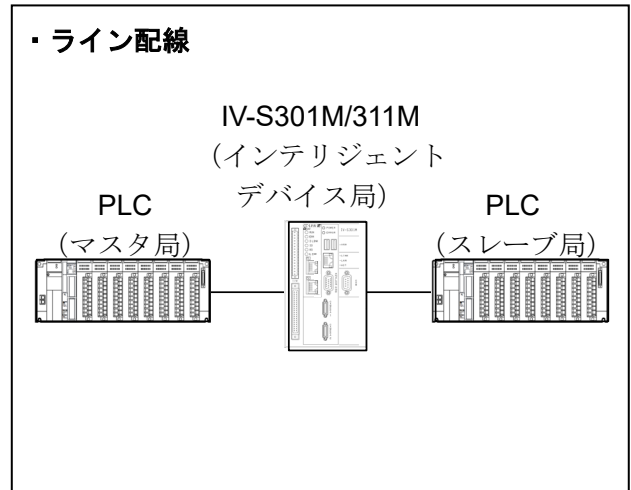 ・ライン配線
IV-S301M/311M
（インテリジェント
デバイス局）
PLC
（マスタ局）
PLC
（スレーブ局）